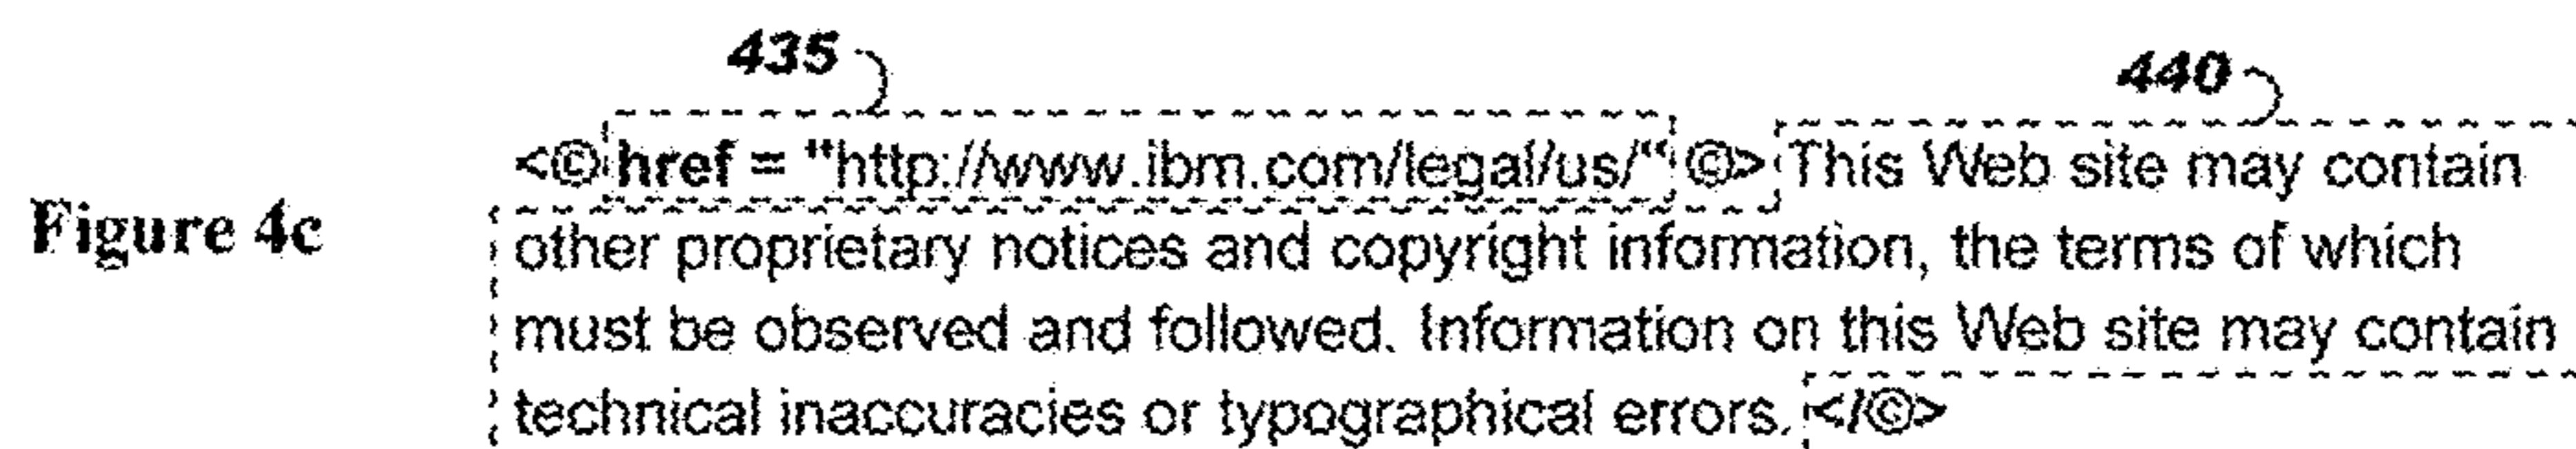 435
440
<© href = "http://www.ibm.com/legal/us/“ ©> This Web site may contain
Figure 4c
other proprietary notices and copyright information, the terms of which
must be observed and followed. Information on this Web site may contain
technical inaccuracies or typographical errors. </©>